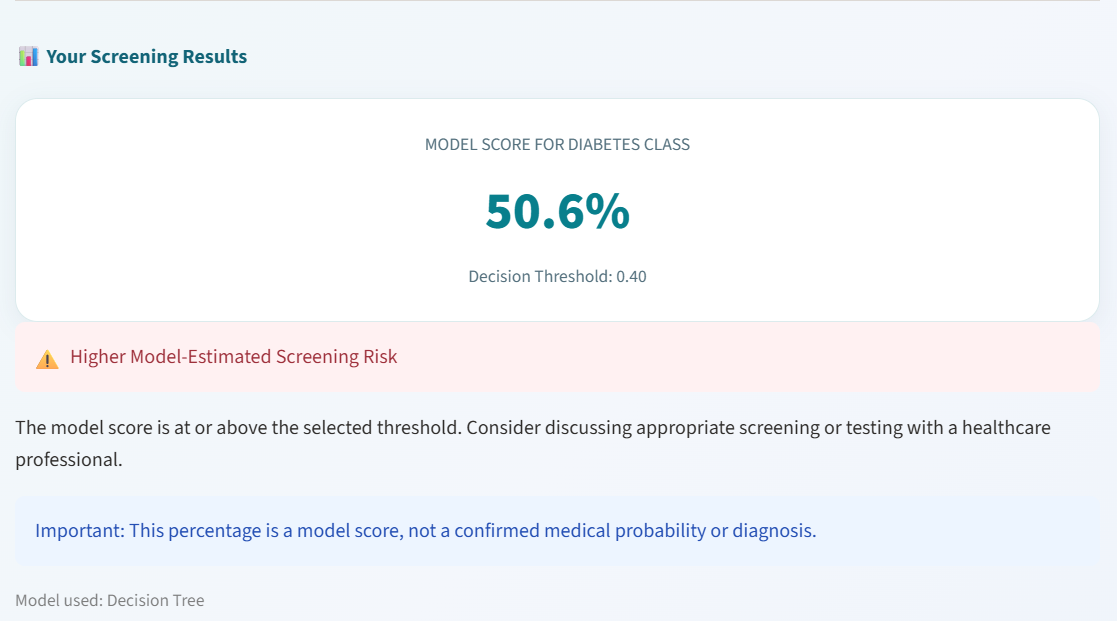 📊 Your Screening Results
MODEL SCORE FOR DIABETES CLASS
50.6%
Decision Threshold: 0.40
⚠️ Higher Model-Estimated Screening Risk
The model score is at or above the selected threshold. Consider discussing appropriate screening or testing with a healthcare
professional.
Important: This percentage is a model score, not a confirmed medical probability or diagnosis.
Model used: Decision Tree